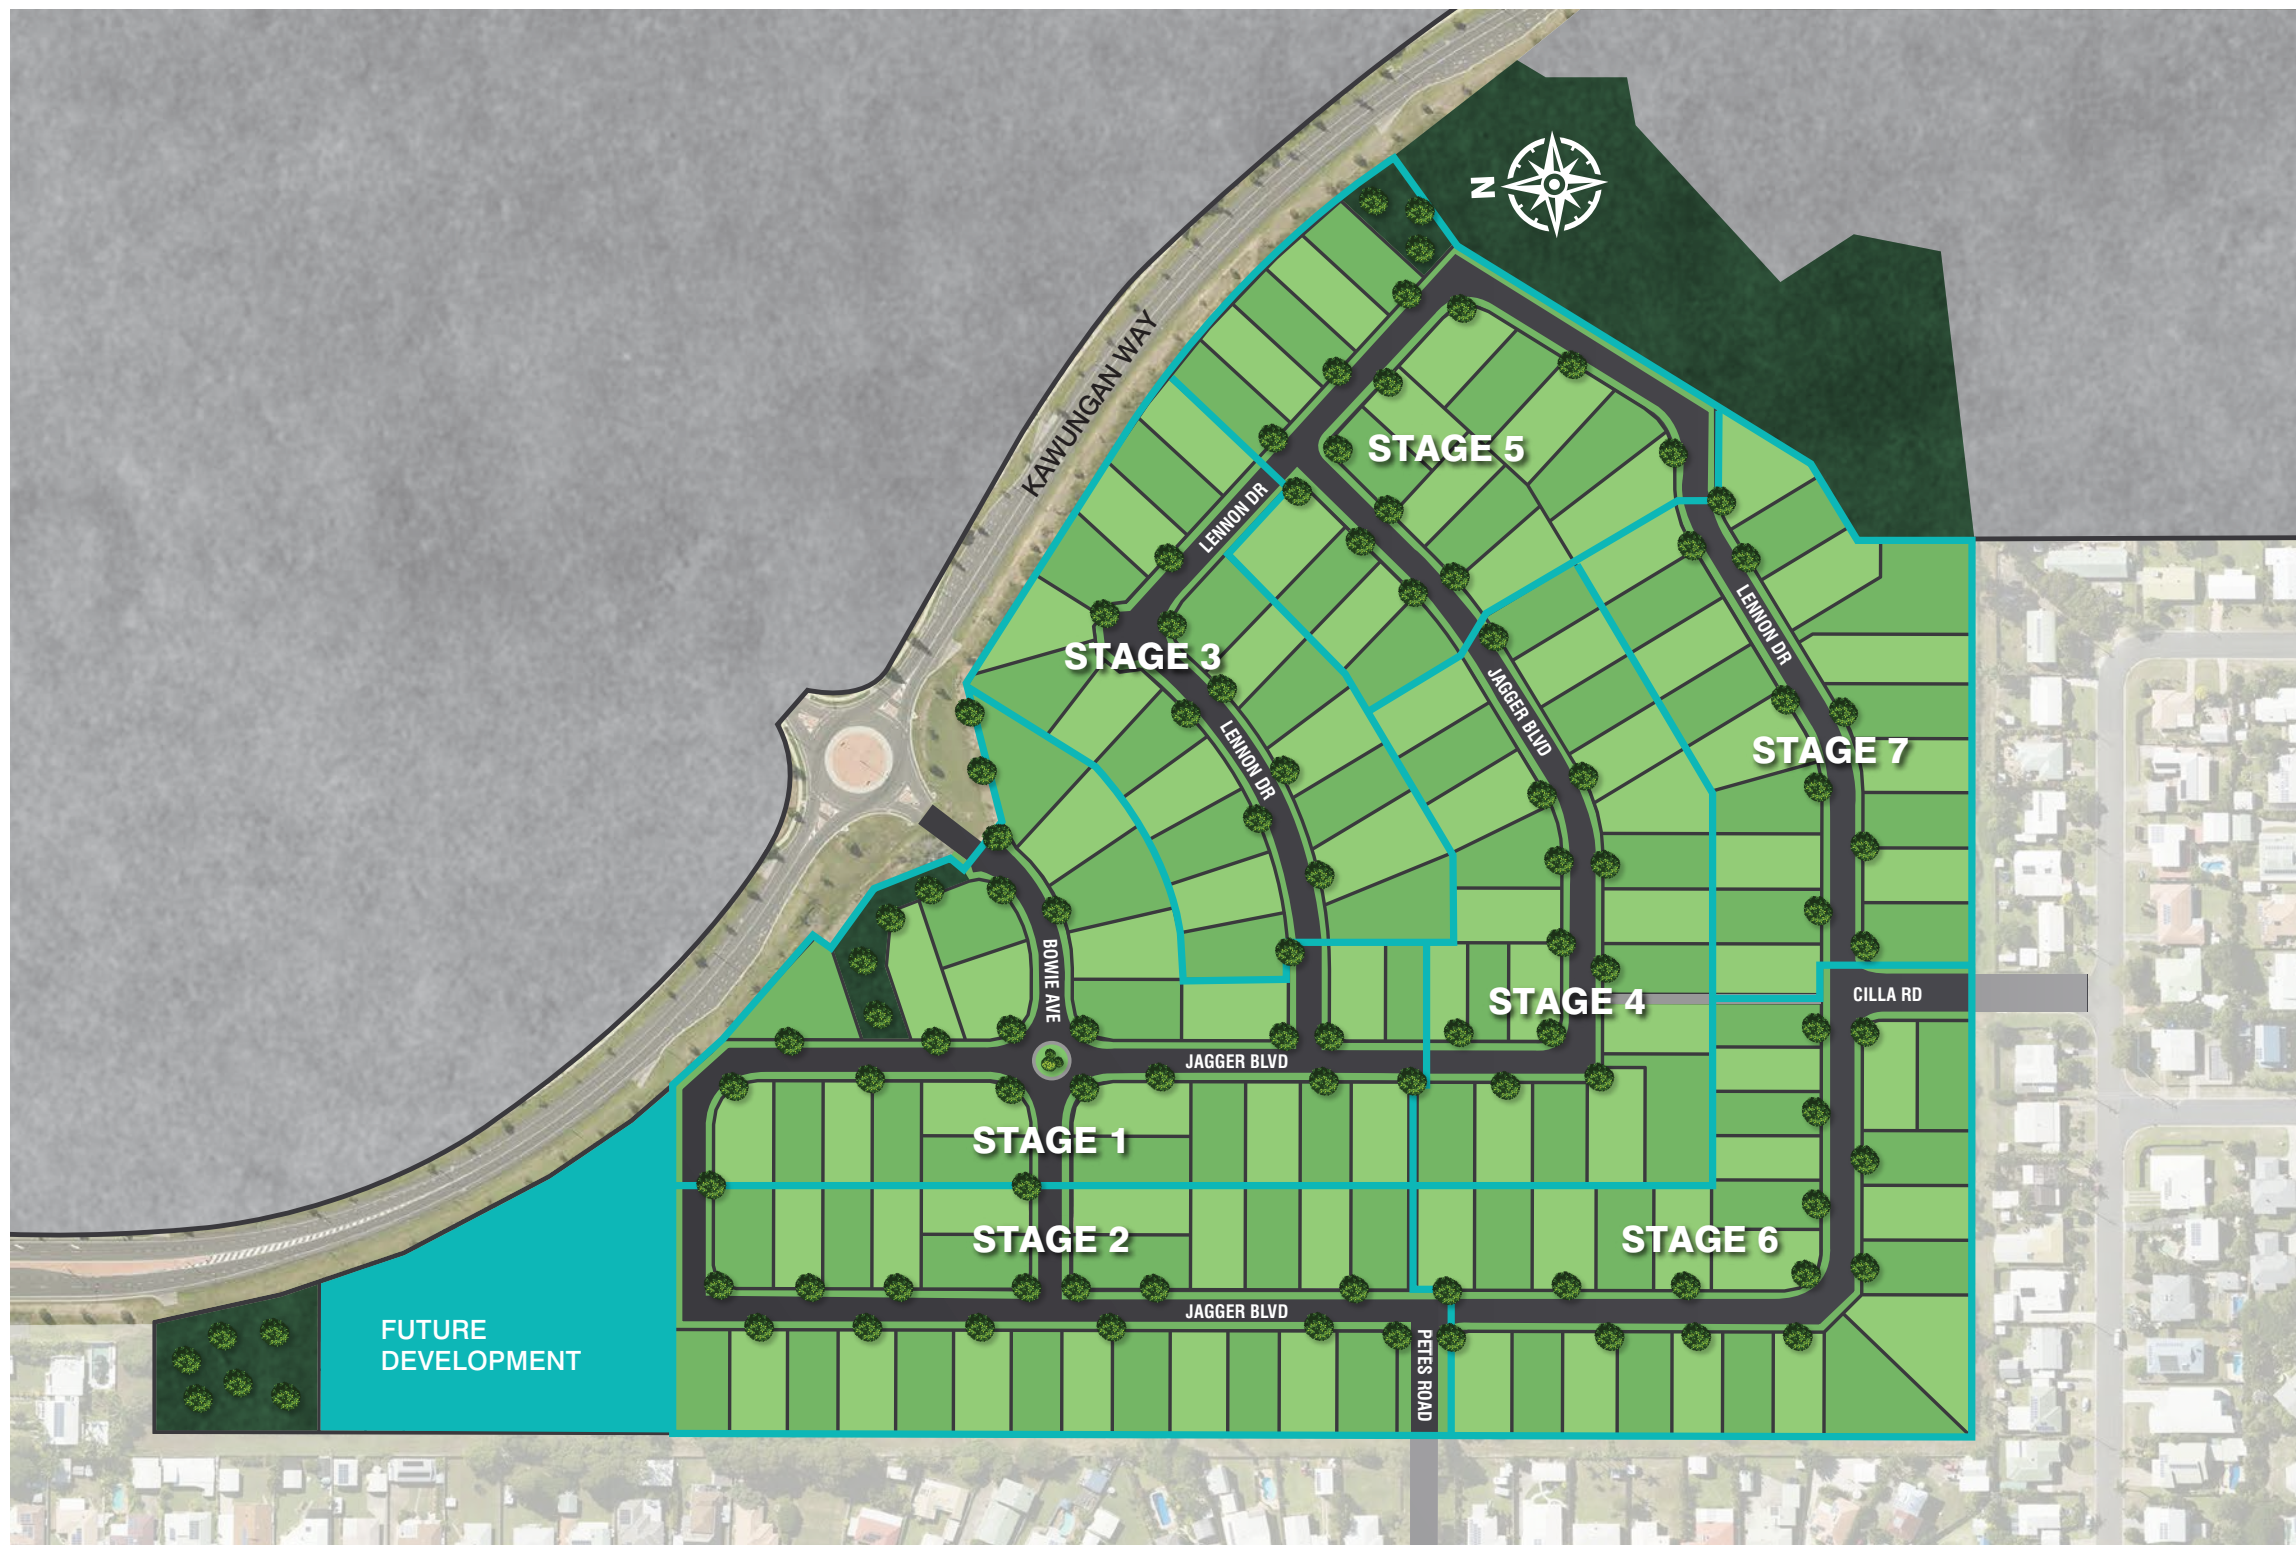 N
KAWUNGAN WAY
STAGE 5
LENNON DR
LENNON DR
STAGE 3
JAGGER BLVD
LENNON DR
STAGE 7
BOWIE AVE
STAGE 4
CILLA RD
JAGGER BLVD
STAGE 1
STAGE 2
STAGE 6
JAGGER BLVD
FUTURE
DEVELOPMENT
PETES ROAD